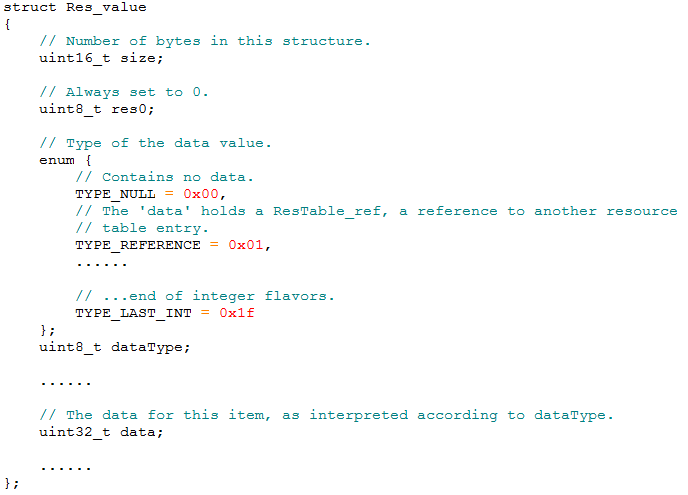 struct Res_value
{
    // Number of bytes in this structure.
    uint16_t size;
    // Always set to 0.
    uint8_t res0;
    // Type of the data value.
    enum {
        // Contains no data.
        TYPE_NULL = 0x00,
        // The 'data' holds a ResTable_ref, a reference to another resource
        // table entry.
        TYPE_REFERENCE = 0x01,
        ......
        // ...end of integer flavors.
        TYPE_LAST_INT = 0x1f
    };
    uint8_t dataType;
    ......
    // The data for this item, as interpreted according to dataType.
    uint32_t data;
    ......
};